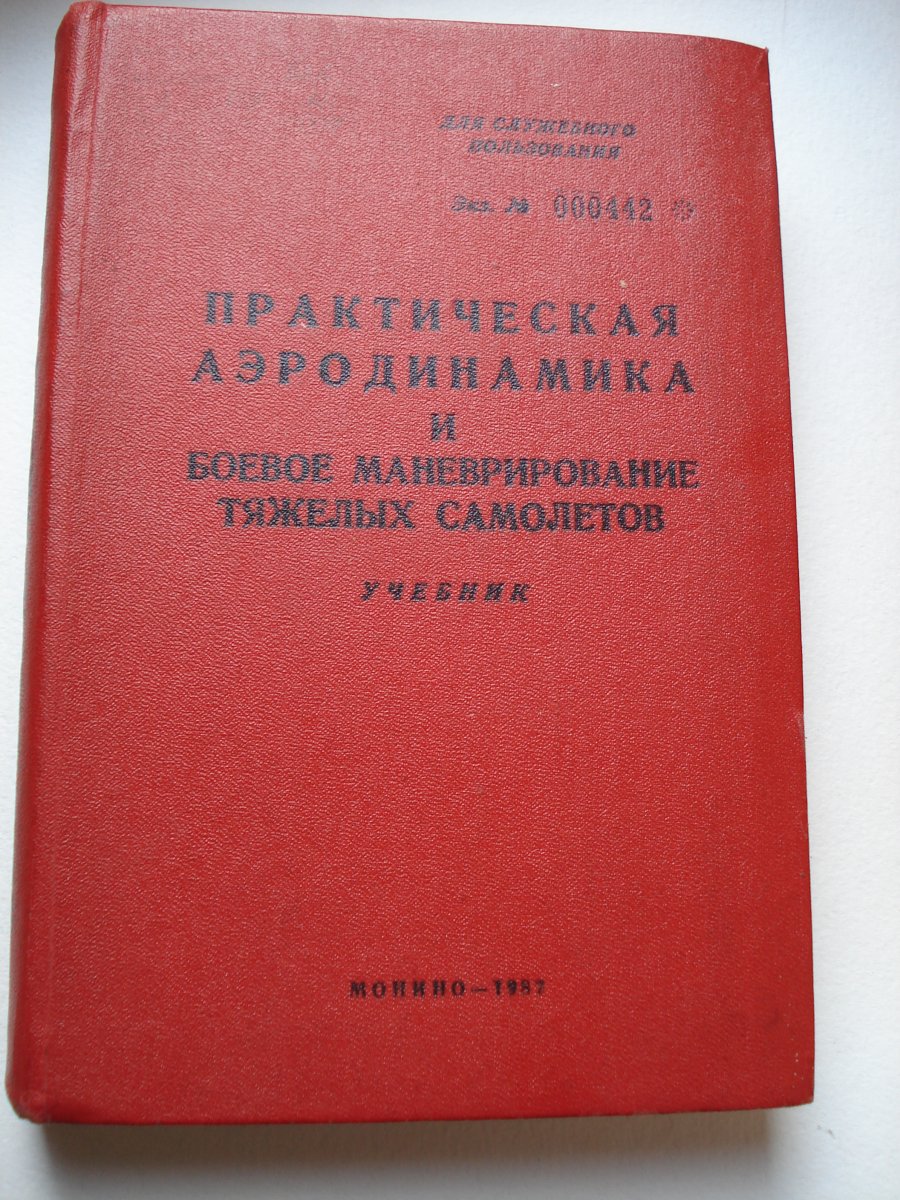 ДЛЯ СЛУЖЕБНОГО
ПОЛЬЗОВАНИЯ
Экз. № 000442 *
ПРАКТИЧЕСКАЯ
АЭРОДИНАМИКА
И
БОЕВОЕ МАНЕВРИРОВАНИЕ
ТЯЖЕЛЫХ САМОЛЕТОВ
УЧЕБНИК
МОНИНО — 1987